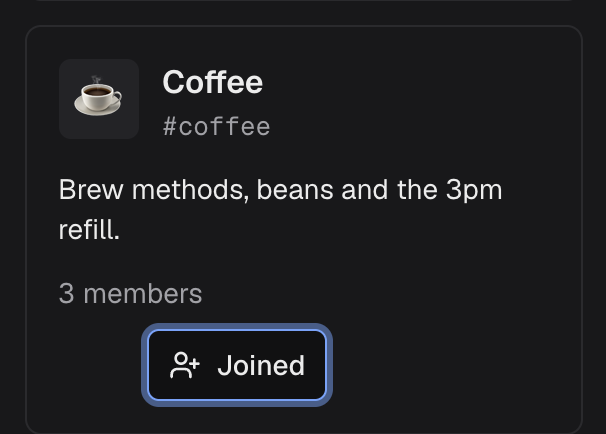 Coffee
#coffee
Brew methods, beans and the 3pm
refill.
3 members
Joined